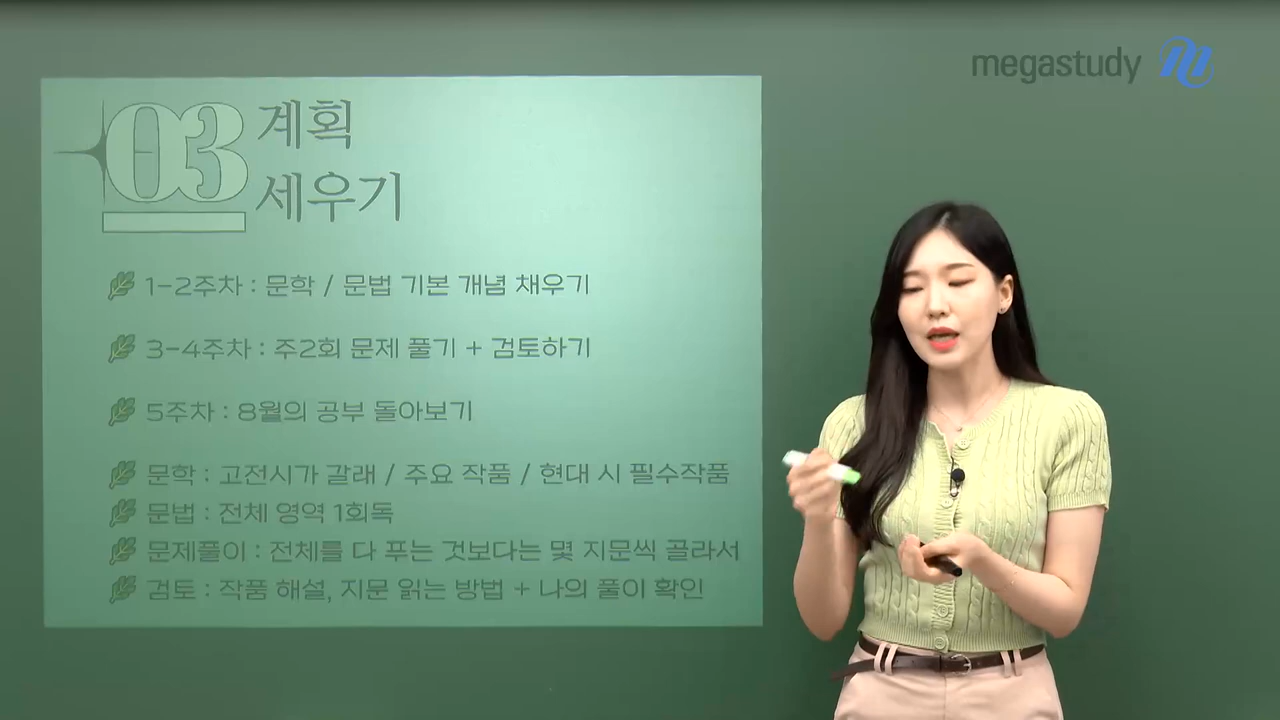 megastudy
03 계획
세우기
1-2주차 : 문학 / 문법 기본 개념 채우기
3-4주차 : 주2회 문제 풀기 + 검토하기
5주차 : 8월의 공부 돌아보기
문학 : 고전시가 갈래 / 주요 작품 / 현대 시 필수작품
문법 : 전체 영역 1회독
문제풀이 : 전체를 다 푸는 것보다는 몇 지문씩 골라서
검토 : 작품 해설, 지문 읽는 방법 + 나의 풀이 확인